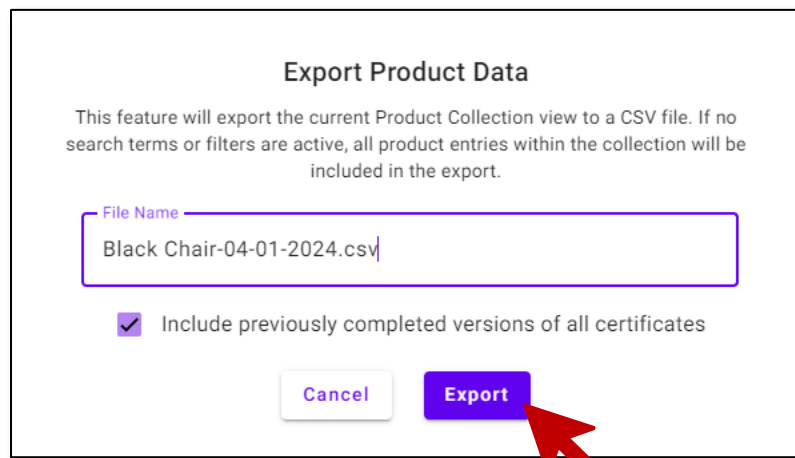 Export Product Data
This feature will export the current Product Collection view to a CSV file. If no
search terms or filters are active, all product entries within the collection will be
included in the export.
File Name
Black Chair-04-01-2024.csv
Include previously completed versions of all certificates
Cancel Export